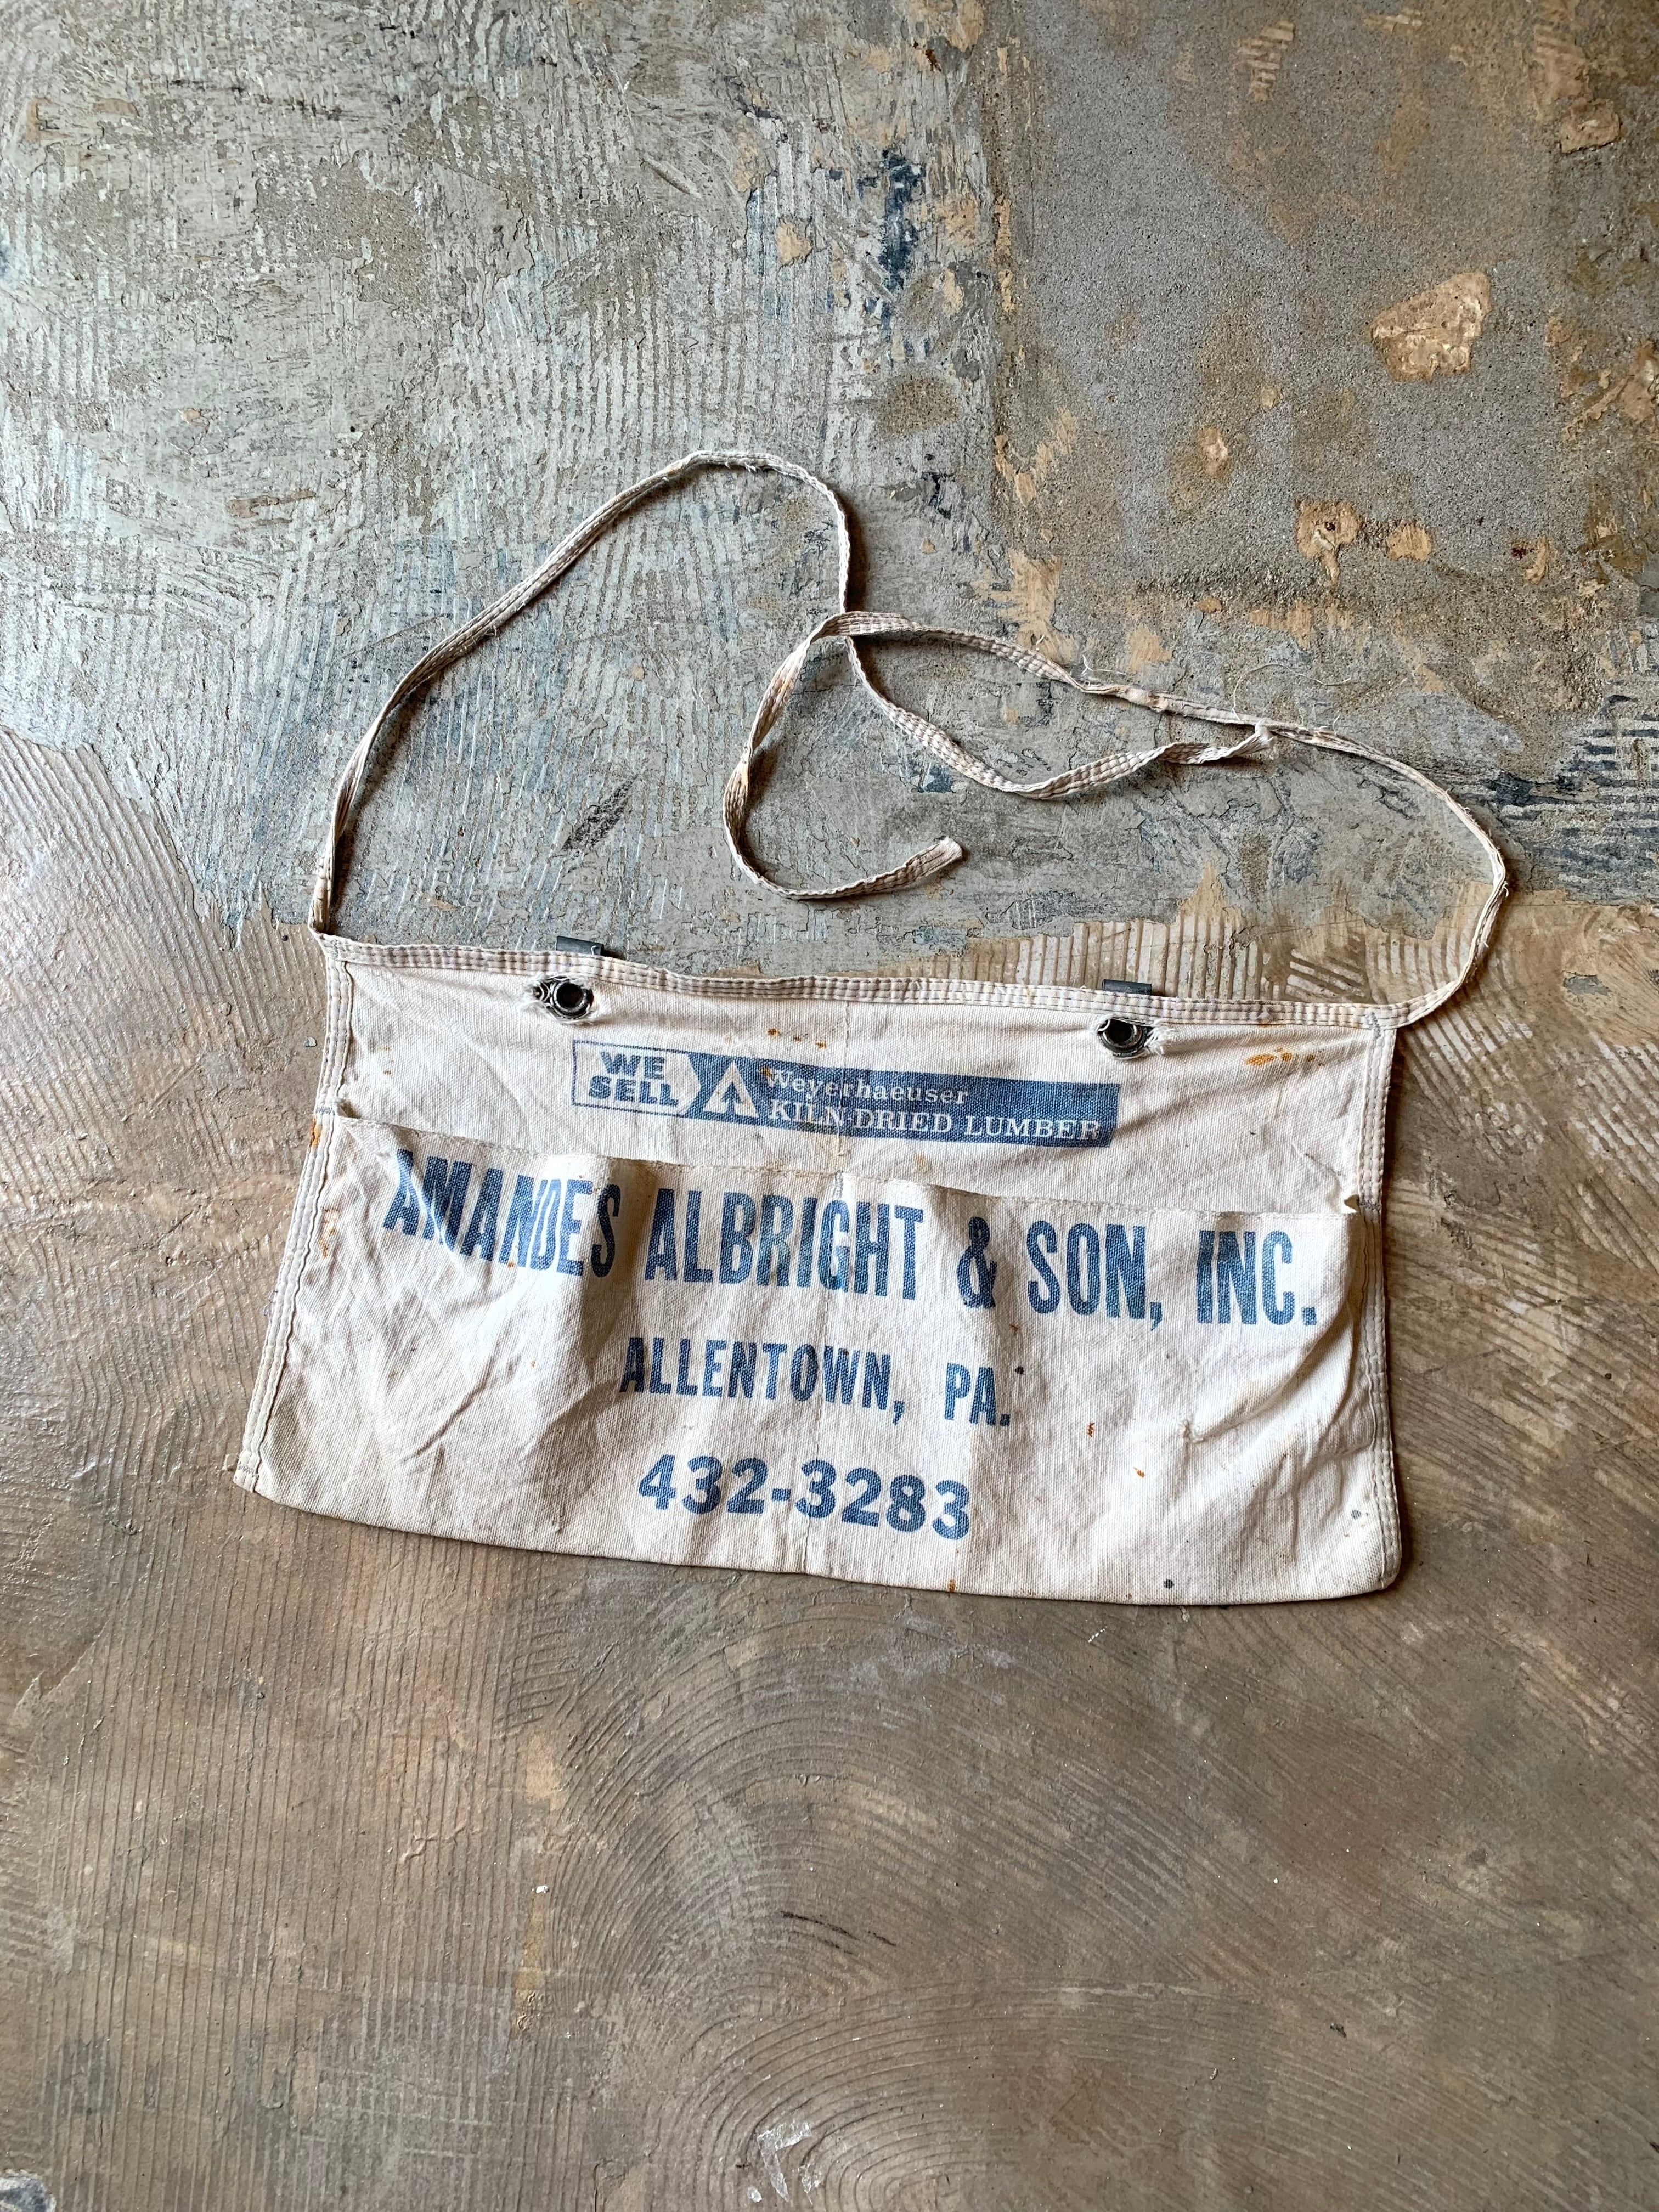 WE
SELL
Weyerhaeuser
KILN-DRIED LUMBER
AMANDES ALBRIGHT & SON, INC.
ALLENTOWN, PA.
432-3283